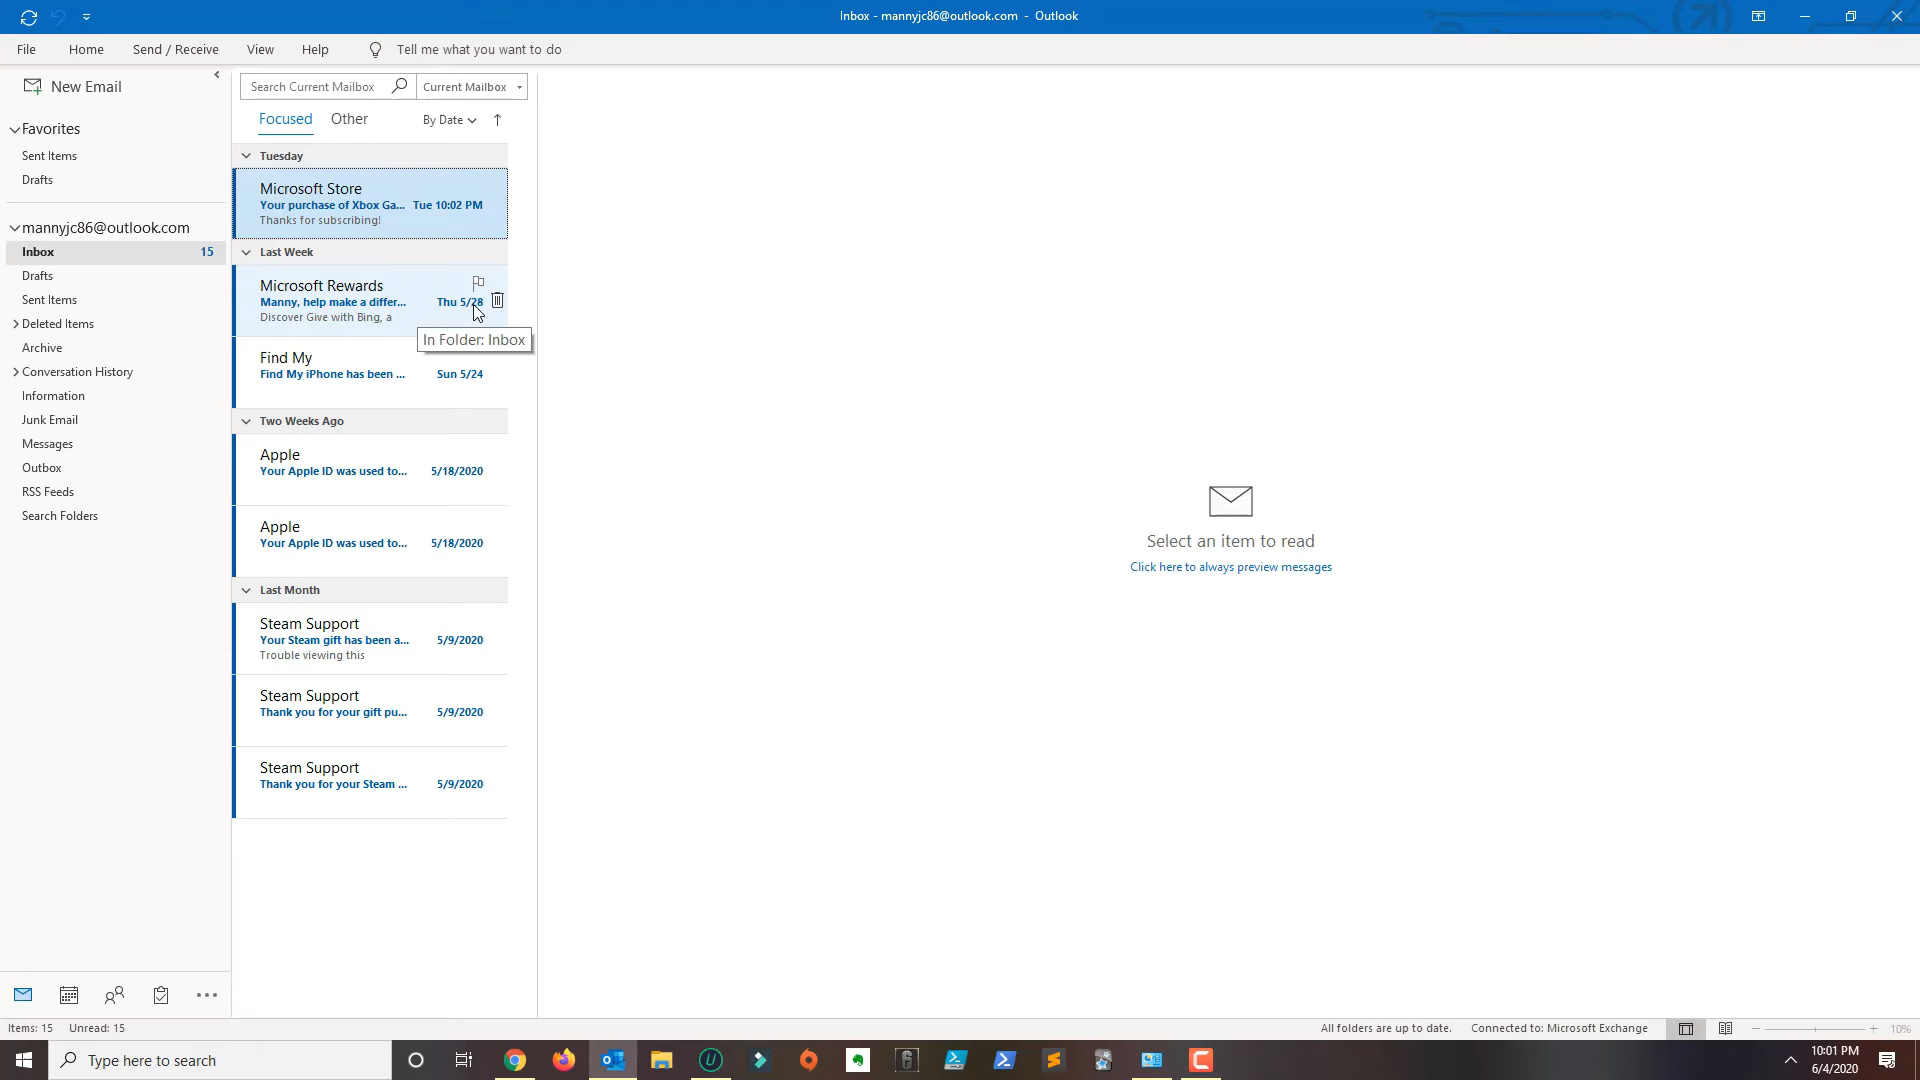 Inbox - mannyjc86@outlook.com - Outlook
File Home Send / Receive View Help Tell me what you want to do
New Email
Favorites
Sent Items
Drafts
mannyjc86@outlook.com
Inbox 15
Drafts
Sent Items
Deleted Items
Archive
Conversation History
Information
Junk Email
Messages
Outbox
RSS Feeds
Search Folders
Items: 15 Unread: 15
Search Current Mailbox Current Mailbox
Focused Other By Date
Tuesday
Microsoft Store
Your purchase of Xbox Ga... Tue 10:02 PM
Thanks for subscribing!
Last Week
Microsoft Rewards
Manny, help make a differ... Thu 5/28
Discover Give with Bing, a
In Folder: Inbox
Find My
Find My iPhone has been ... Sun 5/24
Two Weeks Ago
Apple
Your Apple ID was used to... 5/18/2020
Apple
Your Apple ID was used to... 5/18/2020
Last Month
Steam Support
Your Steam gift has been a... 5/9/2020
Trouble viewing this
Steam Support
Thank you for your gift pu... 5/9/2020
Steam Support
Thank you for your Steam ... 5/9/2020
Select an item to read
Click here to always preview messages
All folders are up to date. Connected to: Microsoft Exchange 10%
Type here to search
10:01 PM
6/4/2020